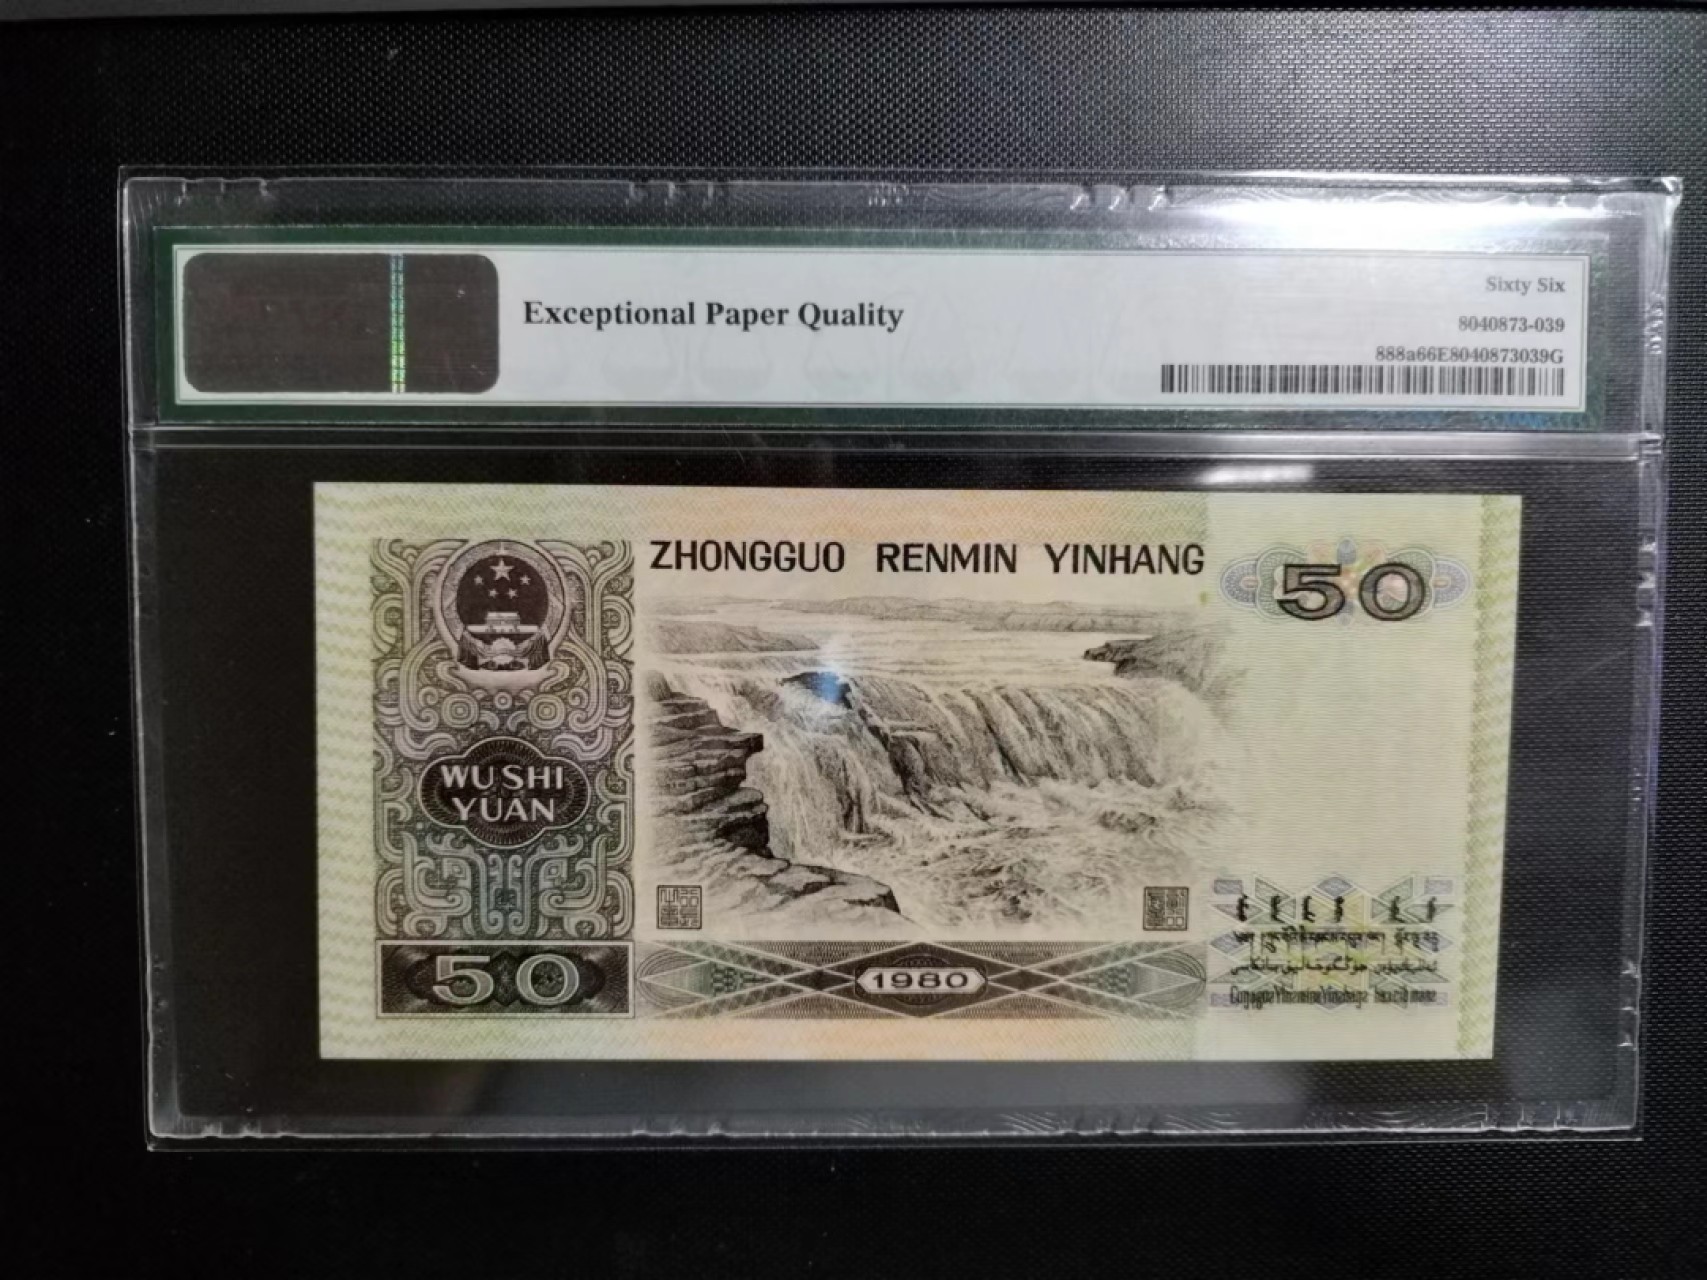 Exceptional Paper Quality
Sixty Six
8040873-039
888a66E8040873039G
ZHONGGUO RENMIN YINHANG
50
WU SHI
YUAN
50
1980